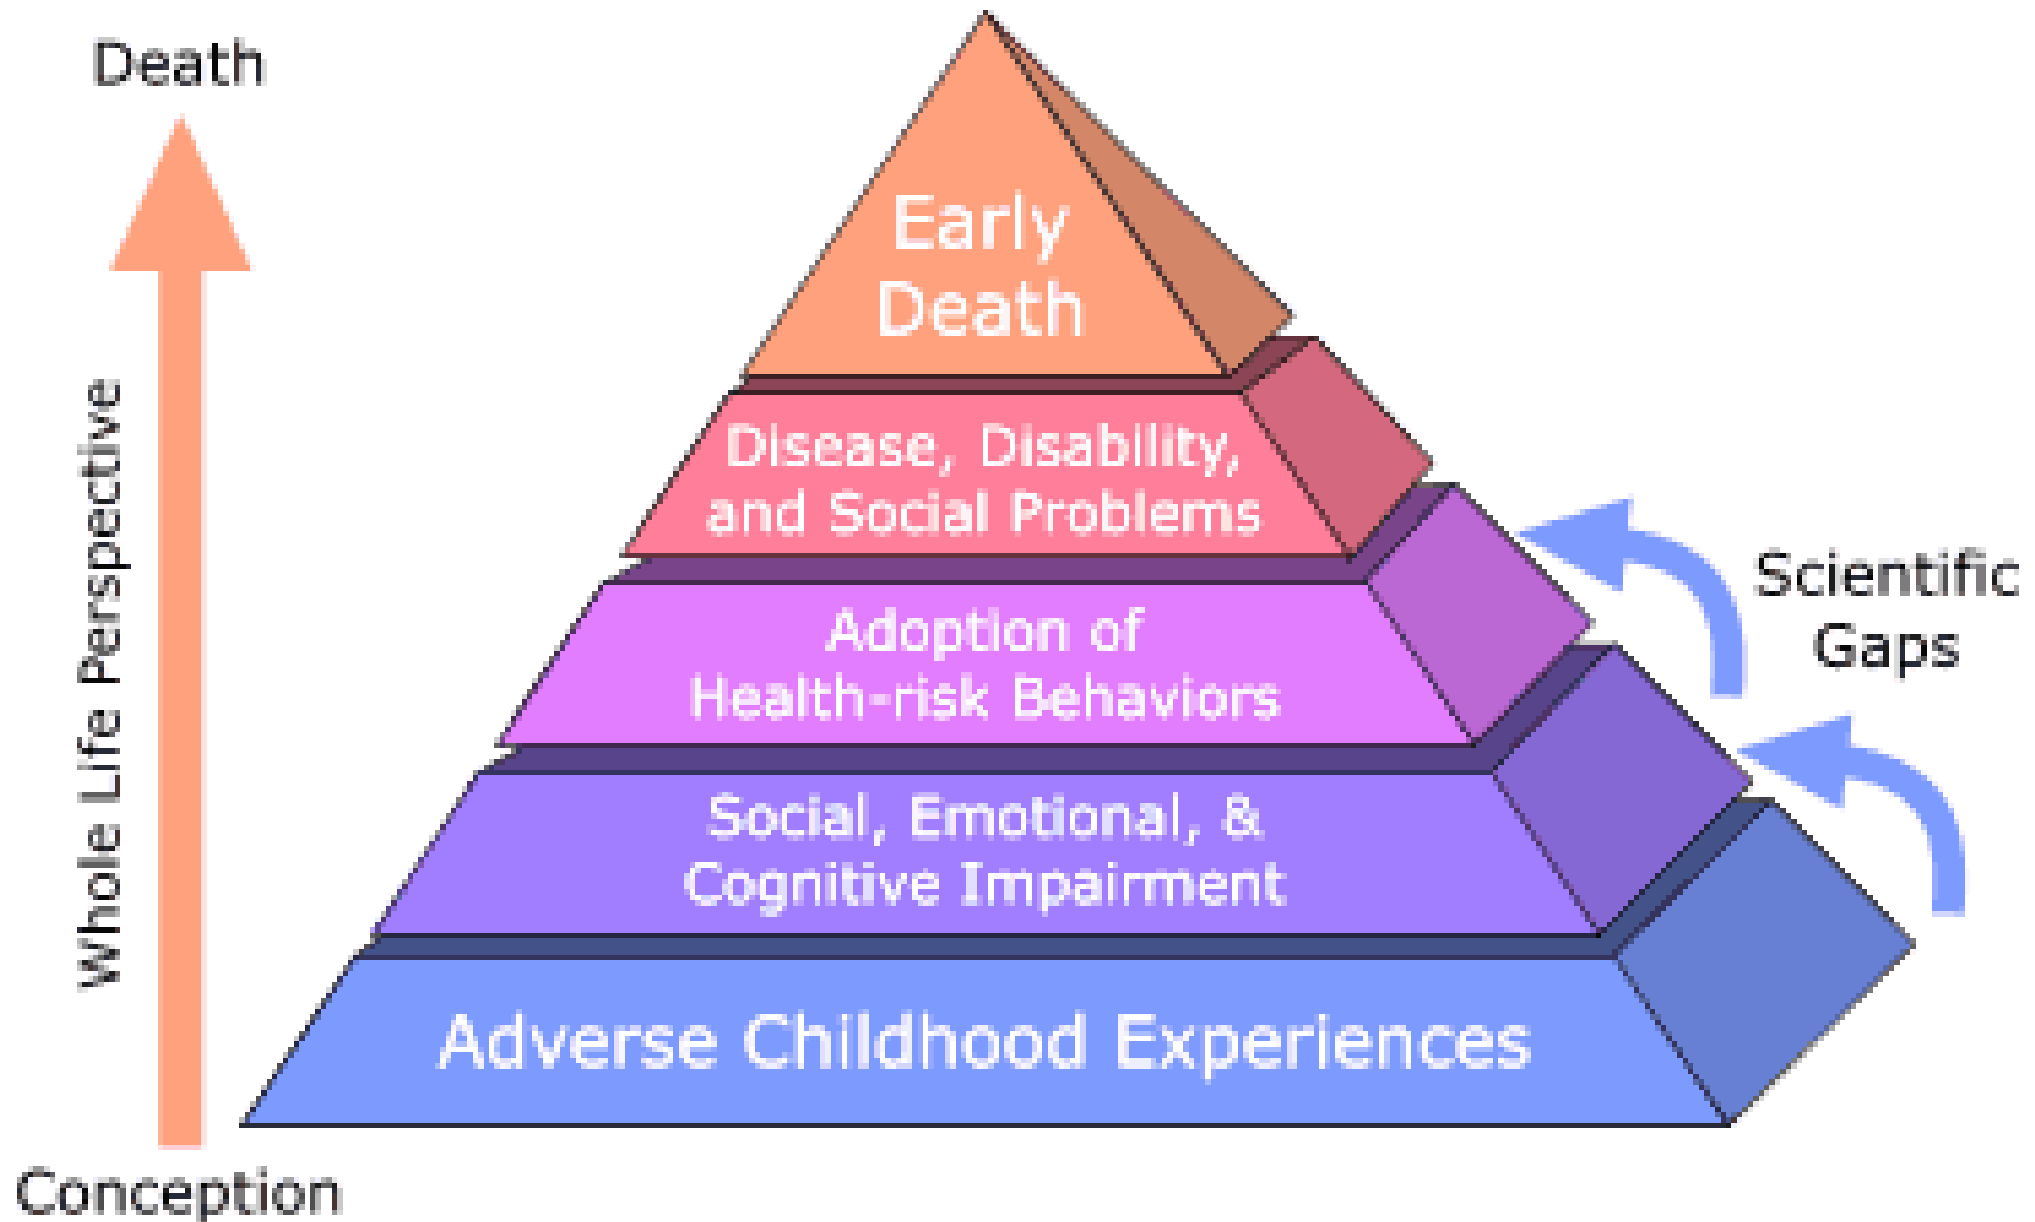 Death
Whole Life Perspective
Conception
Early
Death
Disease, Disability,
and Social Problems
Adoption of
Health-risk Behaviors
Social, Emotional, &
Cognitive Impairment
Adverse Childhood Experiences
Scientific
Gaps